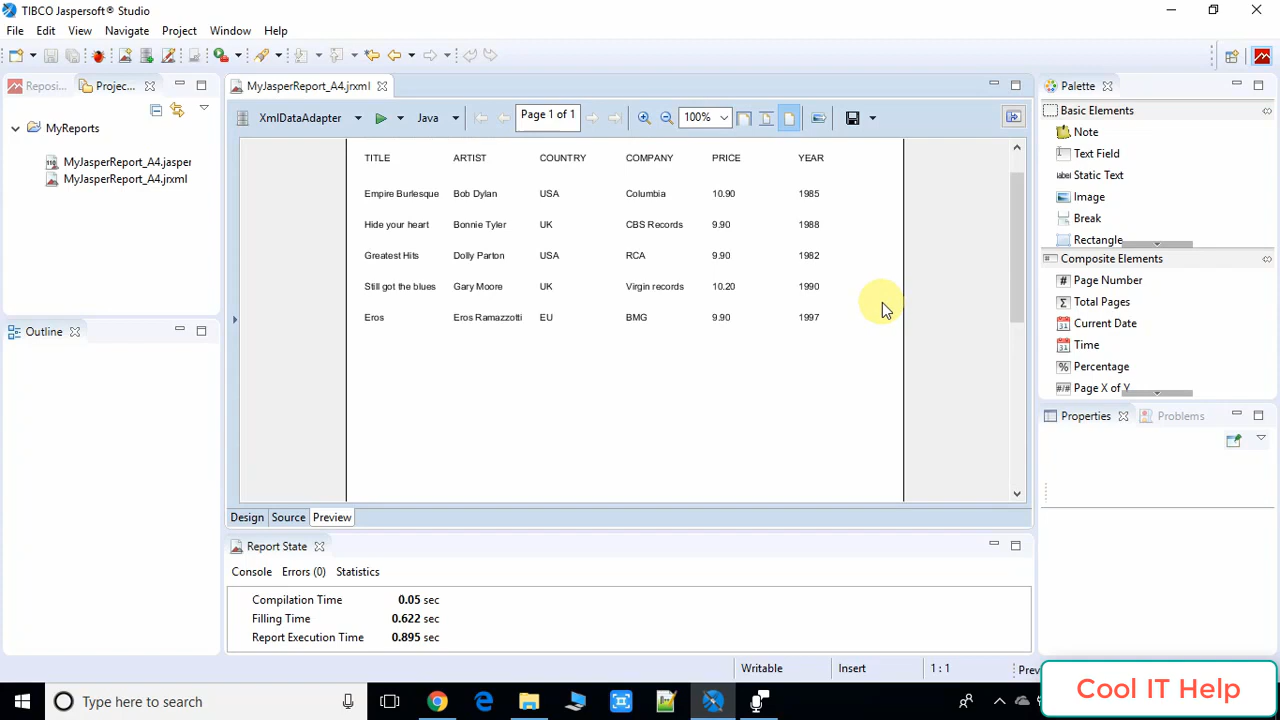 TIBCO Jaspersoft® Studio
File Edit View Navigate Project Window Help
Reposi... Projec...
MyReports
MyJasperReport_A4.jasper
MyJasperReport_A4.jrxml
Outline
MyJasperReport_A4.jrxml
XmlDataAdapter Java Page 1 of 1 100%
TITLE ARTIST COUNTRY COMPANY PRICE YEAR
Empire Burlesque Bob Dylan USA Columbia 10.90 1985
Hide your heart Bonnie Tyler UK CBS Records 9.90 1988
Greatest Hits Dolly Parton USA RCA 9.90 1982
Still got the blues Gary Moore UK Virgin records 10.20 1990
Eros Eros Ramazzotti EU BMG 9.90 1997
Design Source Preview
Report State
Console Errors (0) Statistics
Compilation Time 0.05 sec
Filling Time 0.622 sec
Report Execution Time 0.895 sec
Palette
Basic Elements
Note
Text Field
label Static Text
Image
Break
Rectangle
Composite Elements
# Page Number
Σ Total Pages
31 Current Date
31 Time
% Percentage
#/# Page X of Y
Properties Problems
Writable Insert 1 : 1 Prev
Type here to search
Cool IT Help